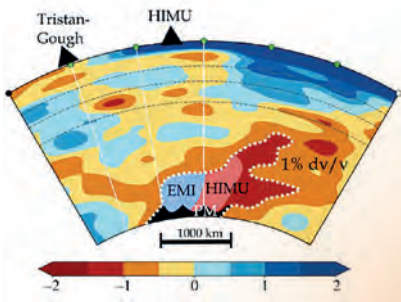 Tristan-
Gough
HIMU
1% dv/v
EMI
HIMU
PM
1000 km
−2
−1
0
1
2